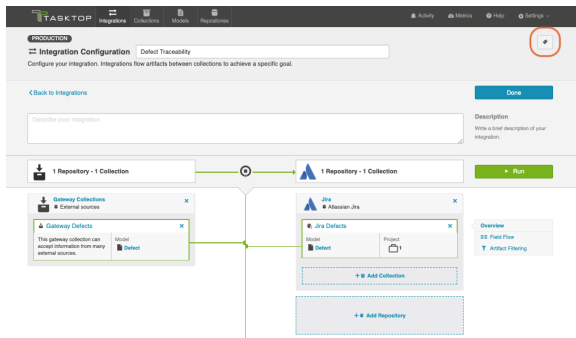 TASKTOP
Integrations
Collections
Models
Repositories
Activity
Metrics
Help
Settings
PRODUCTION
Integration Configuration
Defect Traceability
Configure your integration. Integrations flow artifacts between collections to achieve a specific goal.
Back to Integrations
Done
Describe your integration
Description
Write a brief description of your
integration.
1 Repository - 1 Collection
1 Repository - 1 Collection
Run
Gateway Collections
External sources
Jira
Atlassian Jira
Gateway Defects
This gateway collection can
accept information from many
external sources.
Model
Defect
Jira Defects
Model
Defect
Project
1
Overview
Field Flow
Artifact Filtering
+ Add Collection
+ Add Repository